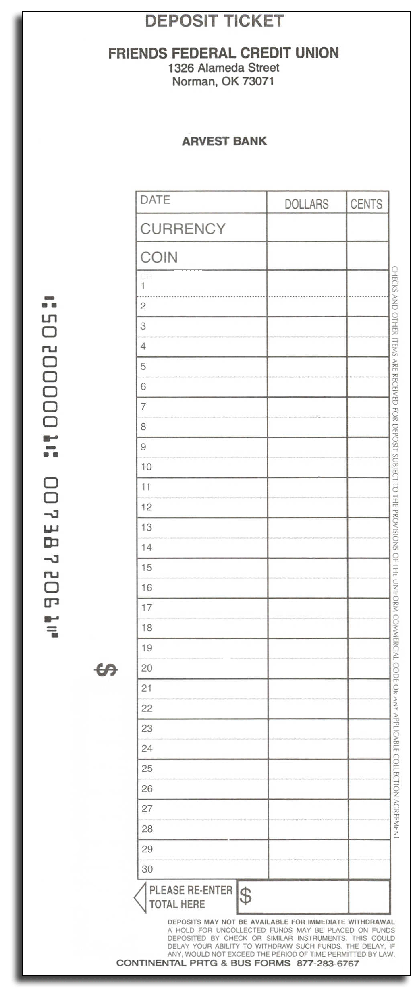 DEPOSIT TICKET
FRIENDS FEDERAL CREDIT UNION
1326 Alameda Street
Norman, OK 73071
ARVEST BANK
DATE DOLLARS CENTS
CURRENCY
COIN
CH
1
2
3
4
5
6
7
8
9
10
11
12
13
14
15
16
17
18
19
20
21
22
23
24
25
26
27
28
29
30
PLEASE RE-ENTER
TOTAL HERE
$
DEPOSITS MAY NOT BE AVAILABLE FOR IMMEDIATE WITHDRAWAL
A HOLD FOR UNCOLLECTED FUNDS MAY BE PLACED ON FUNDS
DEPOSITED BY CHECK OR SIMILAR INSTRUMENTS. THIS COULD
DELAY YOUR ABILITY TO WITHDRAW SUCH FUNDS. THE DELAY, IF
ANY, WOULD NOT EXCEED THE PERIOD OF TIME PERMITTED BY LAW.
CONTINENTAL PRTG & BUS FORMS 877-283-6767
CHECKS AND OTHER ITEMS ARE RECEIVED FOR DEPOSIT SUBJECT TO THE PROVISIONS OF THE UNIFORM COMMERCIAL CODE OR ANY APPLICABLE COLLECTION AGREEMENT
⑆502000001⑆ 0073872061⑈
$